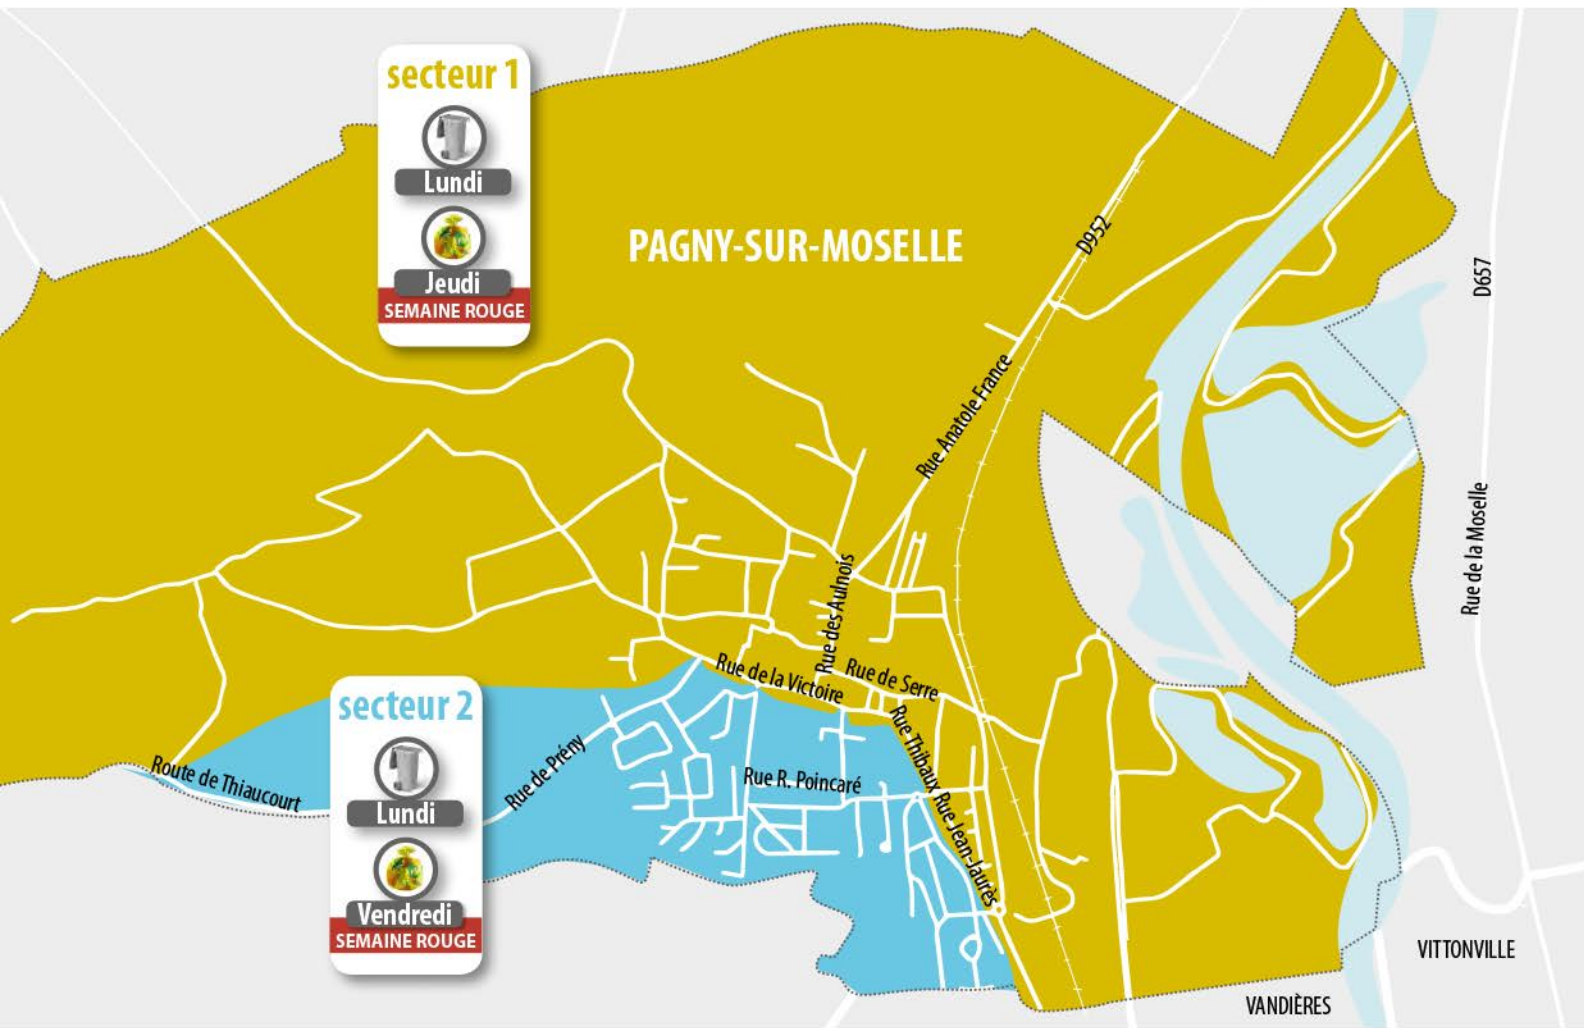 secteur 1
Lundi
Jeudi
SEMAINE ROUGE
PAGNY-SUR-MOSELLE
D952
D657
Rue Anatole France
Rue de la Moselle
Rue des Aulnois
Rue de la Victoire
Rue de Serre
secteur 2
Lundi
Vendredi
SEMAINE ROUGE
Route de Thiaucourt
Rue de Prény
Rue R. Poincaré
Rue Thibaux
Rue Jean-Jaurès
VITTONVILLE
VANDIÈRES